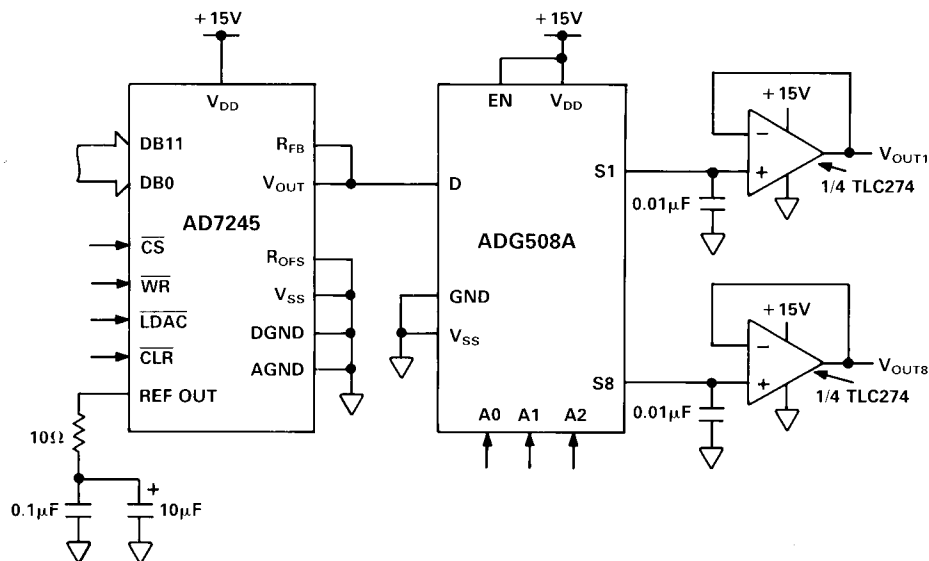 +15V
V_DD
DB11
DB0
CS
WR
LDAC
CLR
REF OUT
R_FB
V_OUT
AD7245
R_OFS
V_SS
DGND
AGND
10Ω
0.1μF
+
10μF
+15V
EN
V_DD
D
S1
ADG508A
GND
V_SS
S8
A0
A1
A2
+15V
−
+
V_OUT1
1/4 TLC274
0.01μF
+15V
−
+
V_OUT8
1/4 TLC274
0.01μF